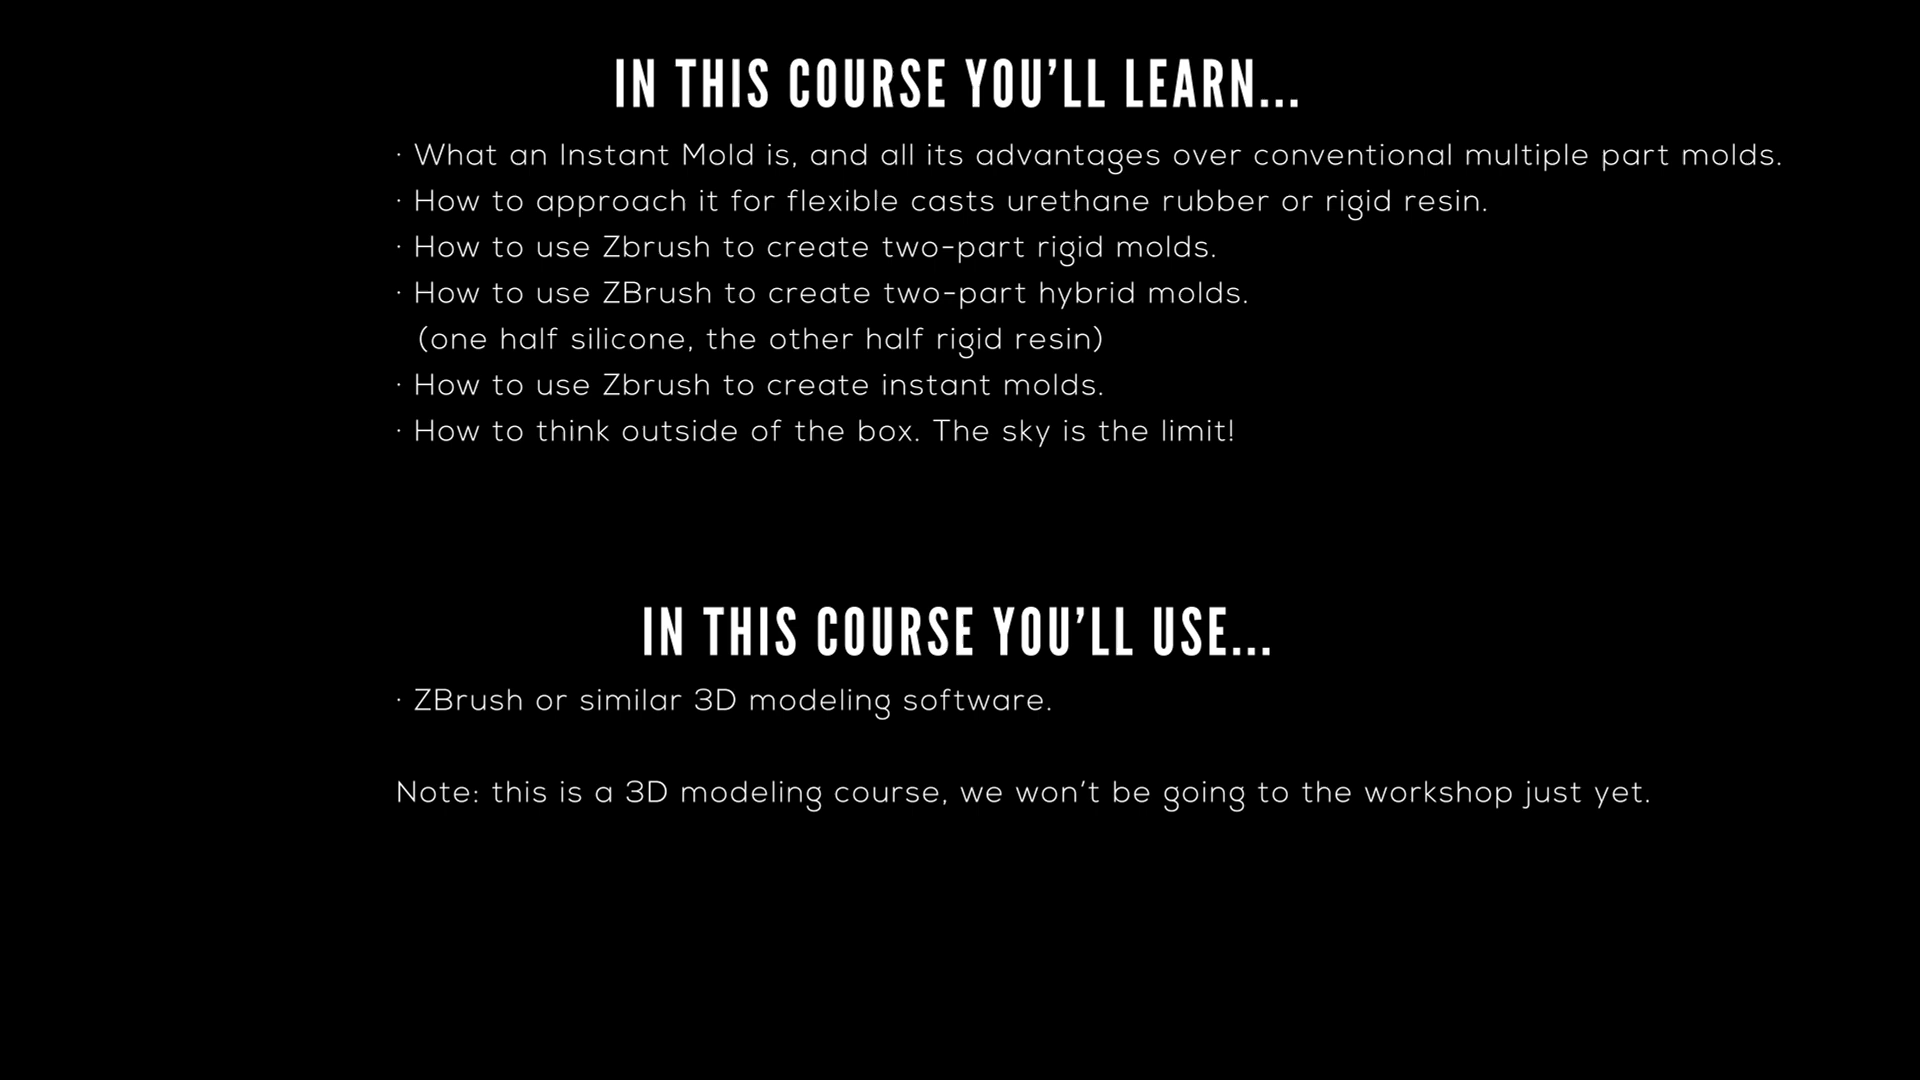 IN THIS COURSE YOU’LL LEARN...
· What an Instant Mold is, and all its advantages over conventional multiple part molds.
· How to approach it for flexible casts urethane rubber or rigid resin.
· How to use Zbrush to create two-part rigid molds.
· How to use ZBrush to create two-part hybrid molds.
(one half silicone, the other half rigid resin)
· How to use Zbrush to create instant molds.
· How to think outside of the box. The sky is the limit!
IN THIS COURSE YOU’LL USE...
· ZBrush or similar 3D modeling software.
Note: this is a 3D modeling course, we won’t be going to the workshop just yet.